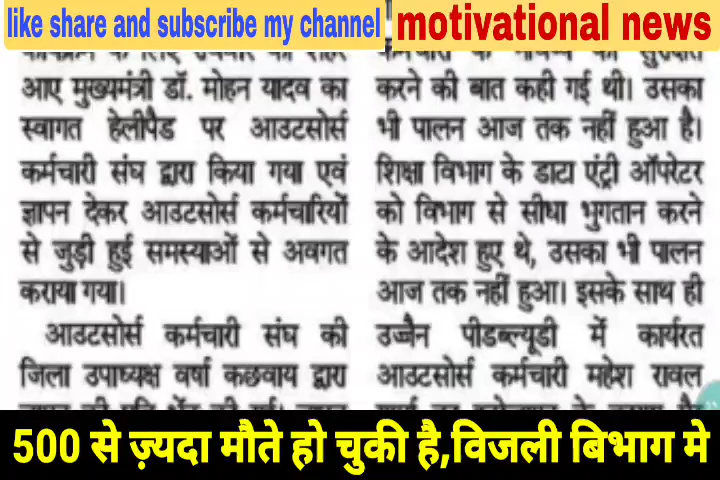 like share and subscribe my channel
motivational news
आए मुख्यमंत्री डॉ. मोहन यादव का
स्वागत हेलीपैड पर आउटसोर्स
कर्मचारी संघ द्वारा किया गया एवं
ज्ञापन देकर आउटसोर्स कर्मचारियों
से जुड़ी हुई समस्याओं से अवगत
कराया गया।
आउटसोर्स कर्मचारी संघ की
जिला उपाध्यक्ष वर्षा कछवाय द्वारा
करने की बात कही गई थी। उसका
भी पालन आज तक नहीं हुआ है।
शिक्षा विभाग के डाटा एंट्री ऑपरेटर
को विभाग से सीधा भुगतान करने
के आदेश हुए थे, उसका भी पालन
आज तक नहीं हुआ। इसके साथ ही
उज्जैन पीडब्ल्यूडी में कार्यरत
आउटसोर्स कर्मचारी महेश रावल
500 से ज़्यदा मौते हो चुकी है,विजली बिभाग मे